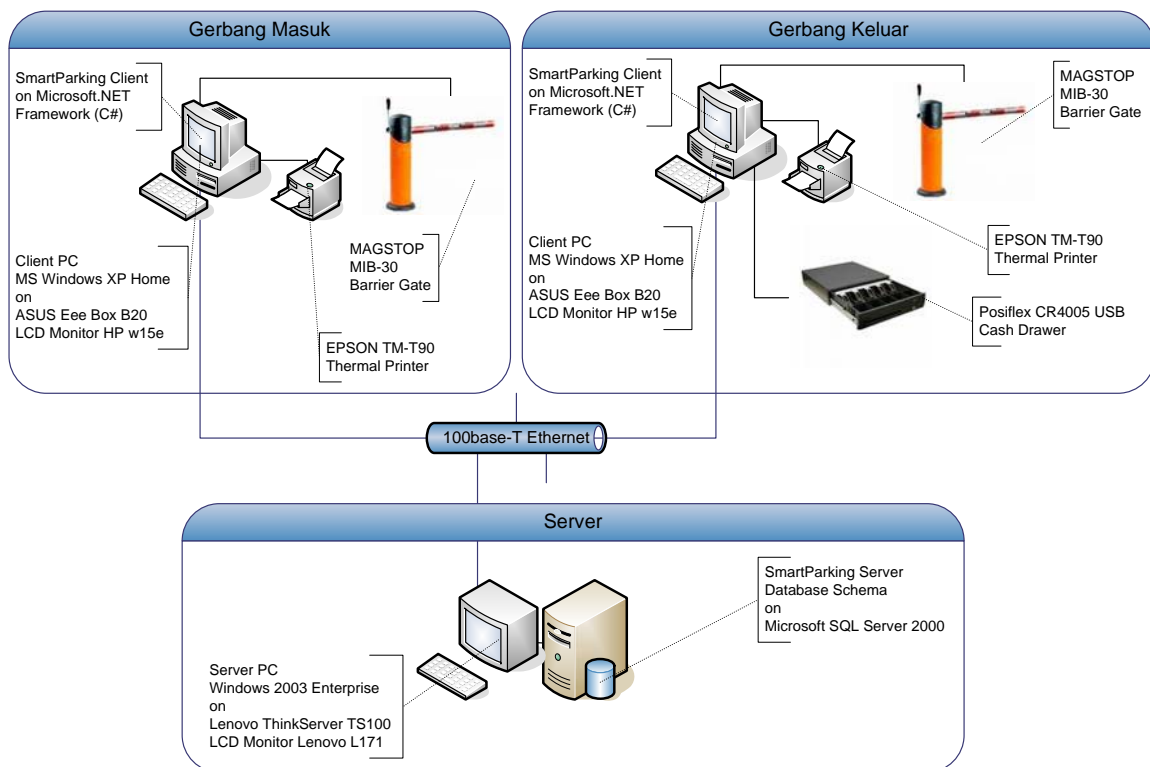 Gerbang Masuk
SmartParking Client
on Microsoft.NET
Framework (C#)
Client PC
MS Windows XP Home
on
ASUS Eee Box B20
LCD Monitor HP w15e
MAGSTOP
MIB-30
Barrier Gate
EPSON TM-T90
Thermal Printer
Gerbang Keluar
SmartParking Client
on Microsoft.NET
Framework (C#)
MAGSTOP
MIB-30
Barrier Gate
Client PC
MS Windows XP Home
on
ASUS Eee Box B20
LCD Monitor HP w15e
EPSON TM-T90
Thermal Printer
Posiflex CR4005 USB
Cash Drawer
100base-T Ethernet
Server
SmartParking Server
Database Schema
on
Microsoft SQL Server 2000
Server PC
Windows 2003 Enterprise
on
Lenovo ThinkServer TS100
LCD Monitor Lenovo L171